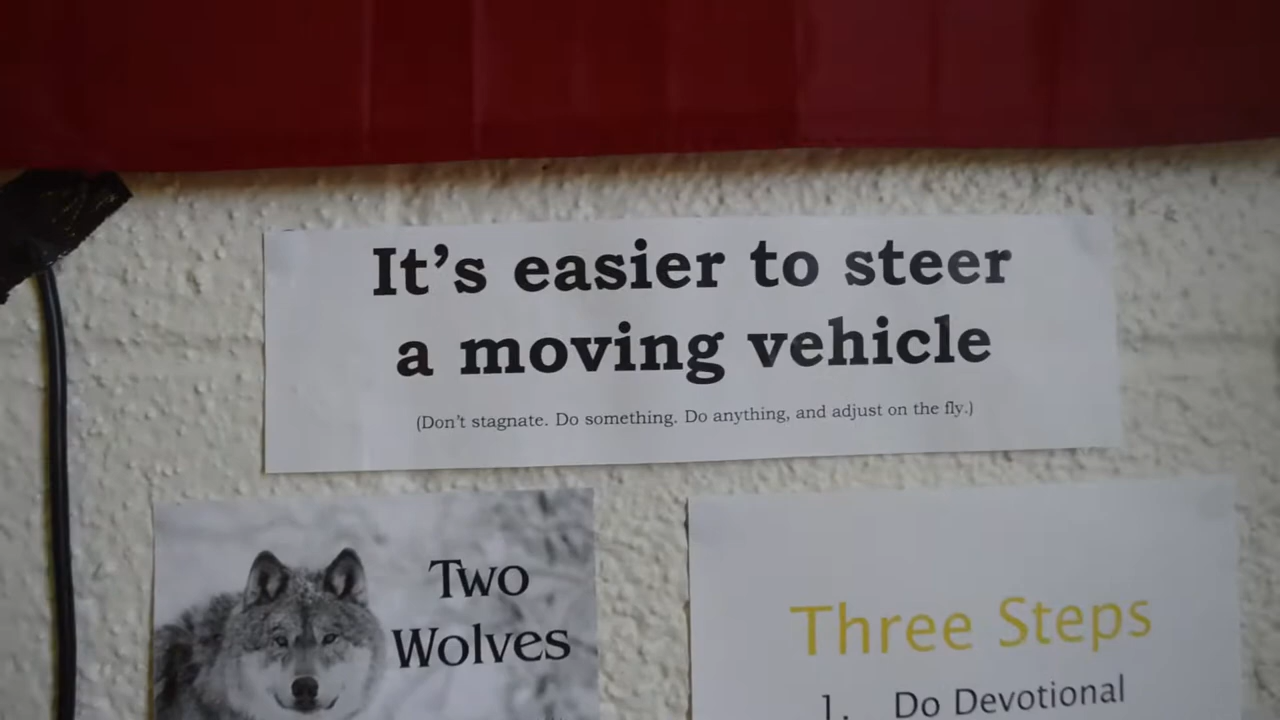 It's easier to steer
a moving vehicle
(Don't stagnate. Do something. Do anything, and adjust on the fly.)
Two
Wolves
Three Steps
1. Do Devotional